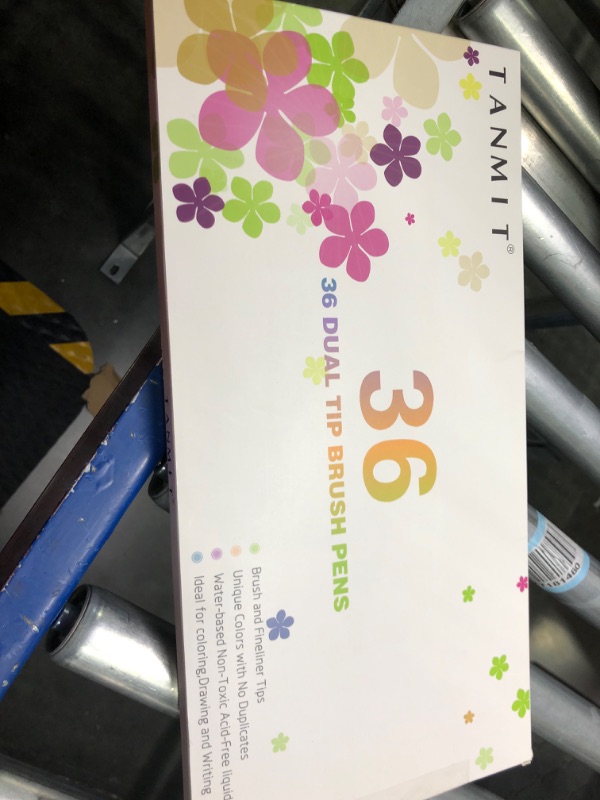 TANMIT®
36
36 DUAL TIP BRUSH PENS
Brush and Fineliner Tips
Unique Colors with No Duplicates
Water-based Non-Toxic Acid-Free liquid
Ideal for coloring,Drawing and Writing
TANMIT